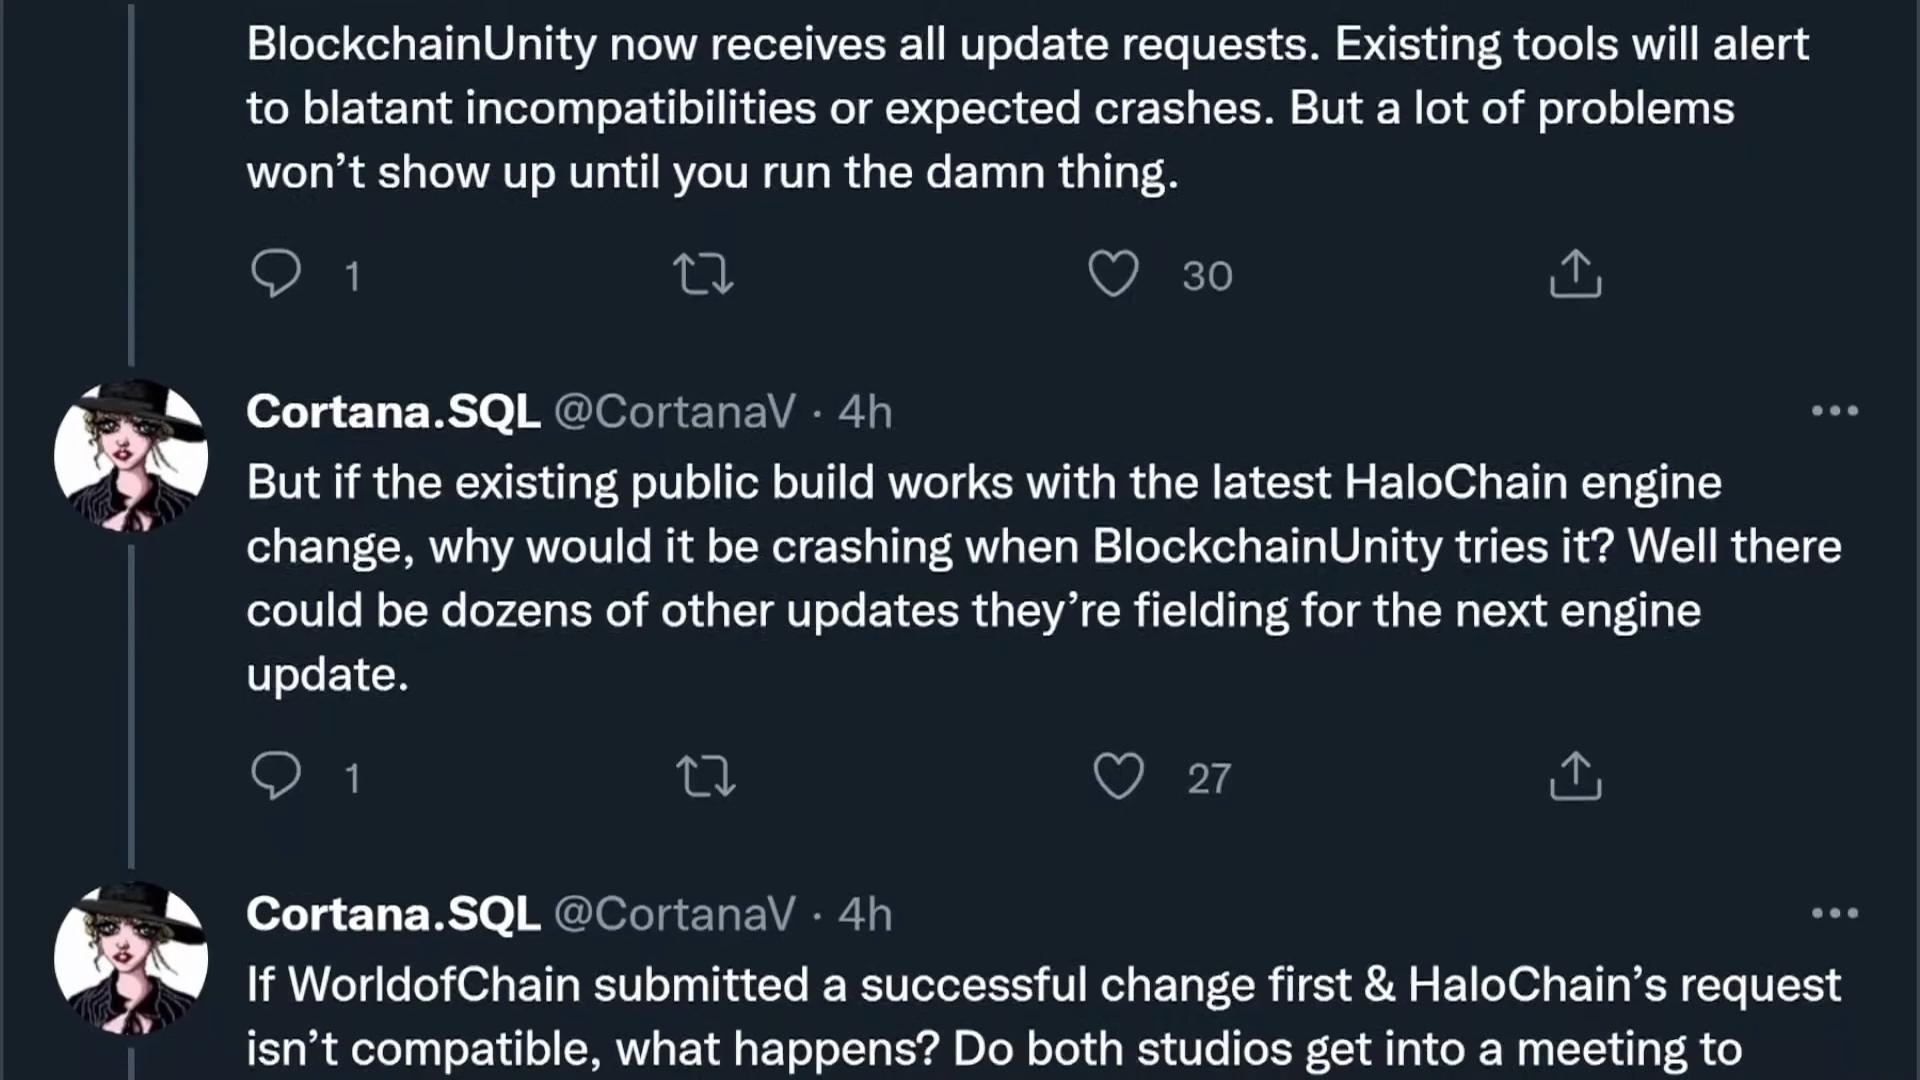 BlockchainUnity now receives all update requests. Existing tools will alert
to blatant incompatibilities or expected crashes. But a lot of problems
won’t show up until you run the damn thing.
1 30
Cortana.SQL @CortanaV · 4h
But if the existing public build works with the latest HaloChain engine
change, why would it be crashing when BlockchainUnity tries it? Well there
could be dozens of other updates they’re fielding for the next engine
update.
1 27
Cortana.SQL @CortanaV · 4h
If WorldofChain submitted a successful change first & HaloChain’s request
isn’t compatible, what happens? Do both studios get into a meeting to